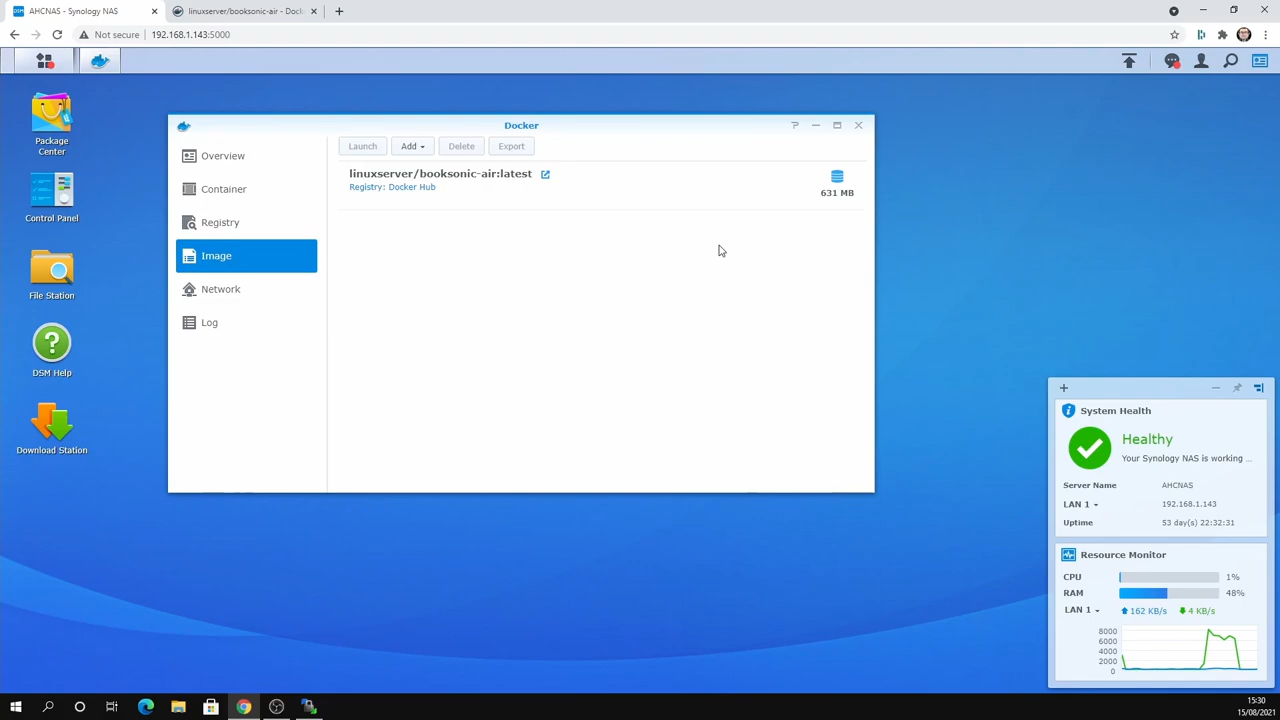 AHCNAS - Synology NAS
linuxserver/booksonic-air - Dock
Not secure
192.168.1.143:5000
Package
Center
Control Panel
File Station
DSM Help
Download Station
Docker
Overview
Container
Registry
Image
Network
Log
Launch
Add
Delete
Export
linuxserver/booksonic-air:latest
Registry: Docker Hub
631 MB
System Health
Healthy
Your Synology NAS is working ...
Server Name AHCNAS
LAN 1 192.168.1.143
Uptime 53 day(s) 22:32:31
Resource Monitor
CPU 1%
RAM 48%
LAN 1 162 KB/s 4 KB/s
8000
6000
4000
2000
0
15:30
15/08/2021